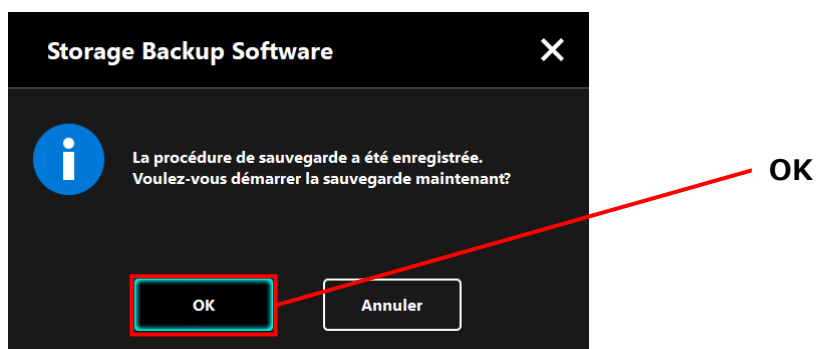 Storage Backup Software
La procédure de sauvegarde a été enregistrée.
Voulez-vous démarrer la sauvegarde maintenant?
OK
OK
Annuler